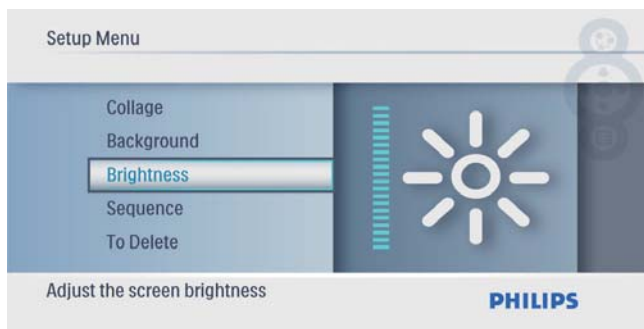 Setup Menu
Collage
Background
Brightness
Sequence
To Delete
Adjust the screen brightness
PHILIPS